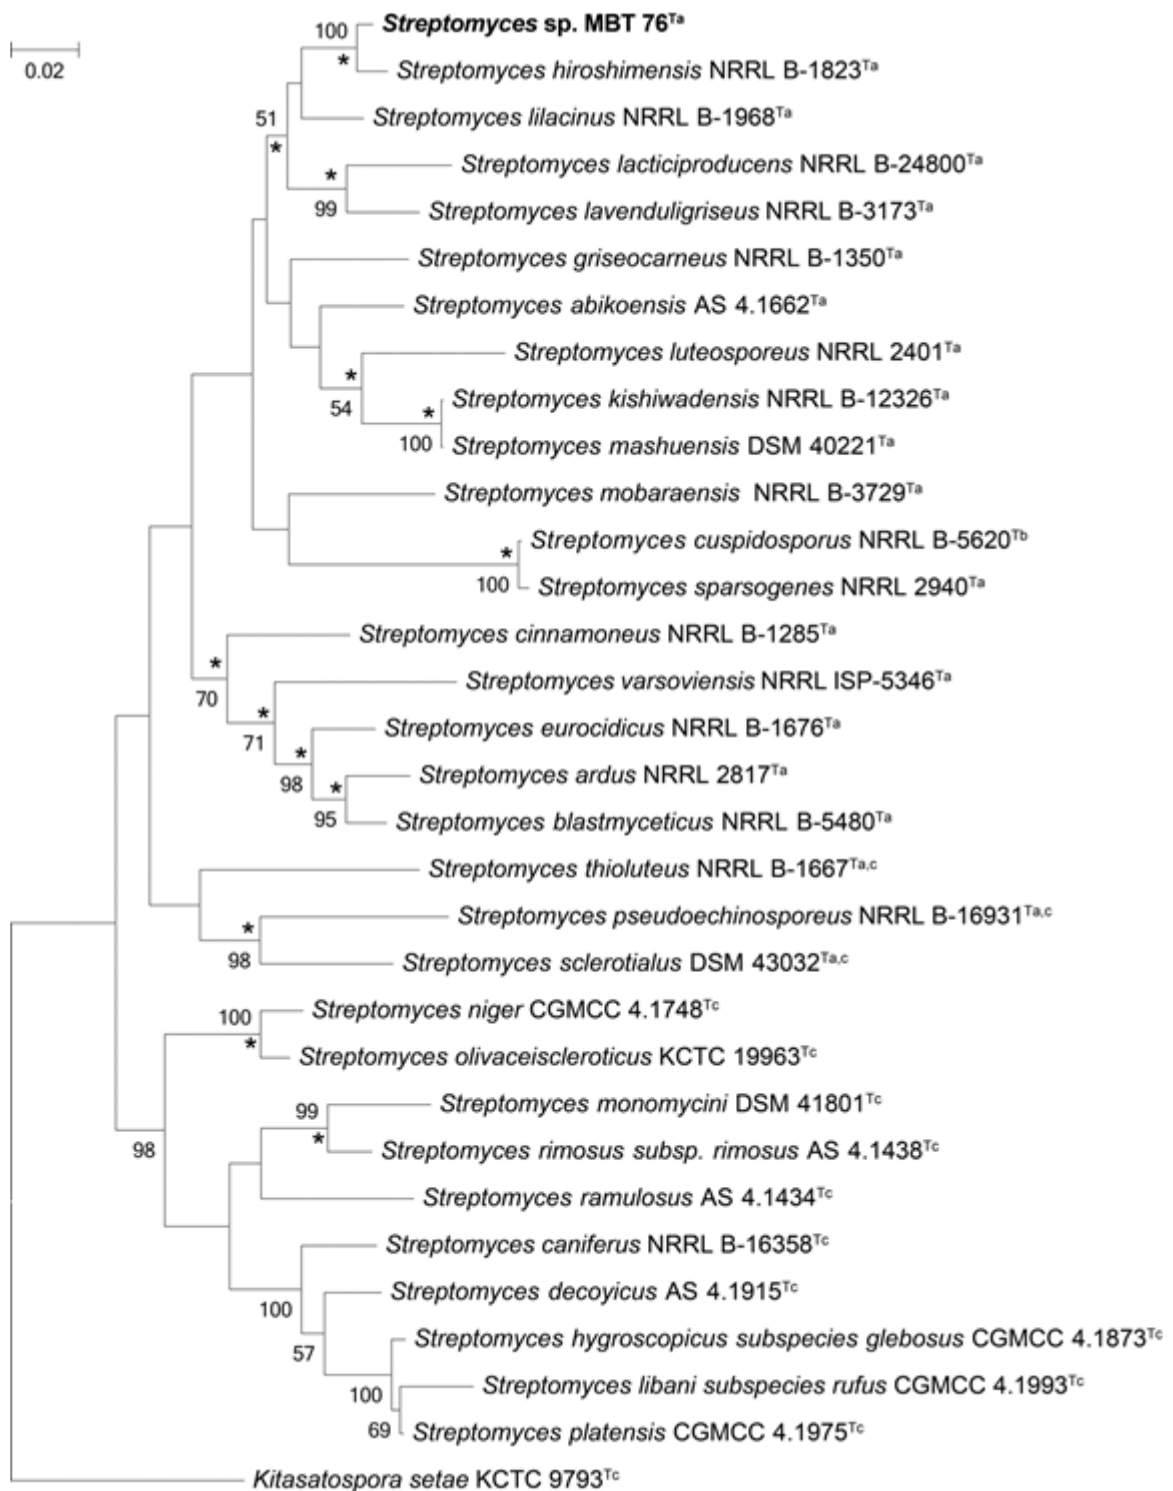 100 Streptomyces sp. MBT 76ᵀᵃ
0.02
* Streptomyces hiroshimensis NRRL B-1823ᵀᵃ
51 Streptomyces lilacinus NRRL B-1968ᵀᵃ
*
* Streptomyces lacticiproducens NRRL B-24800ᵀᵃ
99 Streptomyces lavenduligriseus NRRL B-3173ᵀᵃ
Streptomyces griseocarneus NRRL B-1350ᵀᵃ
Streptomyces abikoensis AS 4.1662ᵀᵃ
Streptomyces luteosporeus NRRL 2401ᵀᵃ
*
54 * Streptomyces kishiwadensis NRRL B-12326ᵀᵃ
100 Streptomyces mashuensis DSM 40221ᵀᵃ
Streptomyces mobaraensis NRRL B-3729ᵀᵃ
* Streptomyces cuspidosporus NRRL B-5620ᵀᵇ
100 Streptomyces sparsogenes NRRL 2940ᵀᵃ
Streptomyces cinnamoneus NRRL B-1285ᵀᵃ
*
70 Streptomyces varsoviensis NRRL ISP-5346ᵀᵃ
*
71 Streptomyces eurocidicus NRRL B-1676ᵀᵃ
*
98 * Streptomyces ardus NRRL 2817ᵀᵃ
95 Streptomyces blastmyceticus NRRL B-5480ᵀᵃ
Streptomyces thioluteus NRRL B-1667ᵀᵃ,ᶜ
* Streptomyces pseudoechinosporeus NRRL B-16931ᵀᵃ,ᶜ
98 Streptomyces sclerotialus DSM 43032ᵀᵃ,ᶜ
100 Streptomyces niger CGMCC 4.1748ᵀᶜ
* Streptomyces olivaceiscleroticus KCTC 19963ᵀᶜ
99 Streptomyces monomycini DSM 41801ᵀᶜ
*
98 Streptomyces rimosus subsp. rimosus AS 4.1438ᵀᶜ
Streptomyces ramulosus AS 4.1434ᵀᶜ
Streptomyces caniferus NRRL B-16358ᵀᶜ
100 Streptomyces decoyicus AS 4.1915ᵀᶜ
57 Streptomyces hygroscopicus subspecies glebosus CGMCC 4.1873ᵀᶜ
100 Streptomyces libani subspecies rufus CGMCC 4.1993ᵀᶜ
69 Streptomyces platensis CGMCC 4.1975ᵀᶜ
Kitasatospora setae KCTC 9793ᵀᶜ